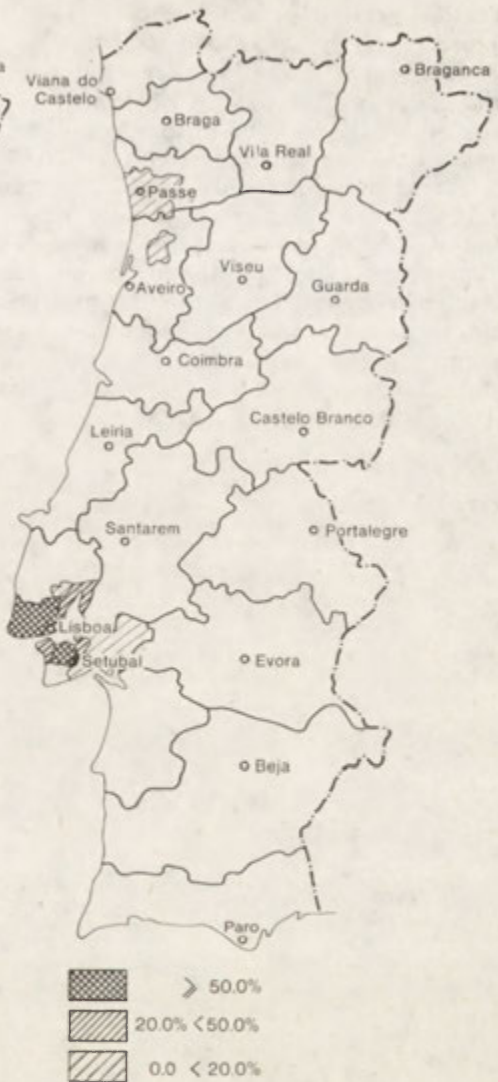 a
Viana do
Castelo
Braganca
Braga
Vila Real
Passe
Viseu
Guarda
Aveiro
Coimbra
Castelo Branco
Leiria
Santarem
Portalegre
Lisboa
Setubal
Evora
Beja
Paro
⩾ 50.0%
20.0% < 50.0%
0.0 < 20.0%